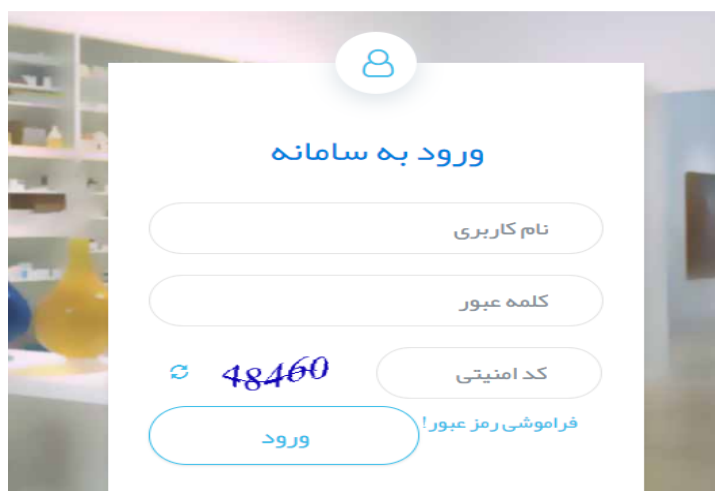 ورود به سامانه
نام کاربری
کلمه عبور
کد امنیتی 48460
فراموشی رمز عبور!
ورود